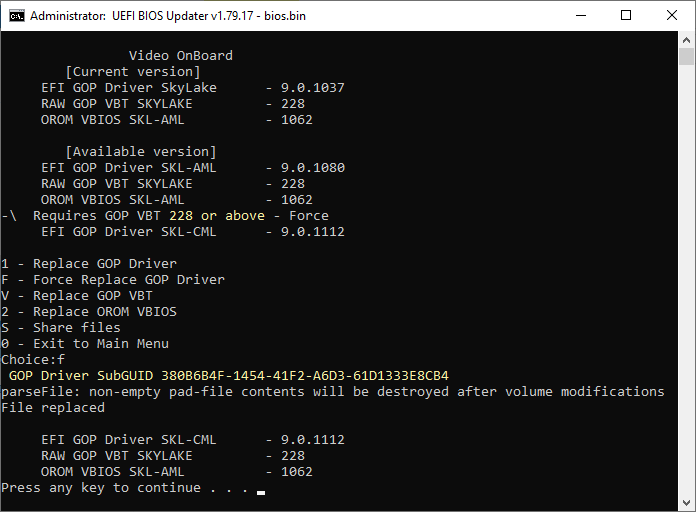 Administrator:  UEFI BIOS Updater v1.79.17 - bios.bin
Video OnBoard
[Current version]
EFI GOP Driver SkyLake - 9.0.1037
RAW GOP VBT SKYLAKE - 228
OROM VBIOS SKL-AML - 1062
[Available version]
EFI GOP Driver SKL-AML - 9.0.1080
RAW GOP VBT SKYLAKE - 228
OROM VBIOS SKL-AML - 1062
-\  Requires GOP VBT 228 or above - Force
EFI GOP Driver SKL-CML - 9.0.1112
1 - Replace GOP Driver
F - Force Replace GOP Driver
V - Replace GOP VBT
2 - Replace OROM VBIOS
S - Share files
0 - Exit to Main Menu
Choice:f
GOP Driver SubGUID 380B6B4F-1454-41F2-A6D3-61D1333E8CB4
parseFile: non-empty pad-file contents will be destroyed after volume modifications
File replaced
EFI GOP Driver SKL-CML - 9.0.1112
RAW GOP VBT SKYLAKE - 228
OROM VBIOS SKL-AML - 1062
Press any key to continue . . .